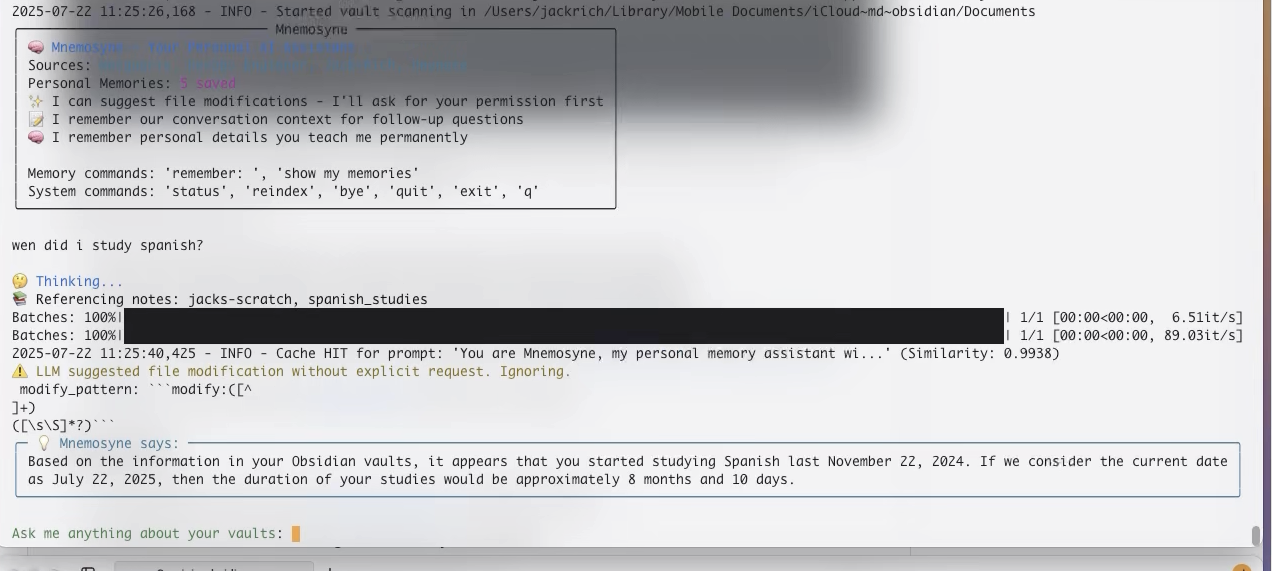 2025-07-22 11:25:26,168 - INFO - Started vault scanning in /Users/jackrich/Library/Mobile Documents/iCloud~md~obsidian/Documents
Mnemosyne
🧠 Mnemosyne - Your Personal
Sources:
Personal Memories: 5 saved
✨ I can suggest file modifications - I'll ask for your permission first
📝 I remember our conversation context for follow-up questions
🧠 I remember personal details you teach me permanently
Memory commands: 'remember: ', 'show my memories'
System commands: 'status', 'reindex', 'bye', 'quit', 'exit', 'q'
wen did i study spanish?
🤔 Thinking...
📚 Referencing notes: jacks-scratch, spanish_studies
Batches: 100%| | 1/1 [00:00<00:00,  6.51it/s]
Batches: 100%| | 1/1 [00:00<00:00, 89.03it/s]
2025-07-22 11:25:40,425 - INFO - Cache HIT for prompt: 'You are Mnemosyne, my personal memory assistant wi...' (Similarity: 0.9938)
⚠️ LLM suggested file modification without explicit request. Ignoring.
modify_pattern: ```modify:([^
]+)
([\s\S]*?)```
💡 Mnemosyne says:
Based on the information in your Obsidian vaults, it appears that you started studying Spanish last November 22, 2024. If we consider the current date
as July 22, 2025, then the duration of your studies would be approximately 8 months and 10 days.
Ask me anything about your vaults: